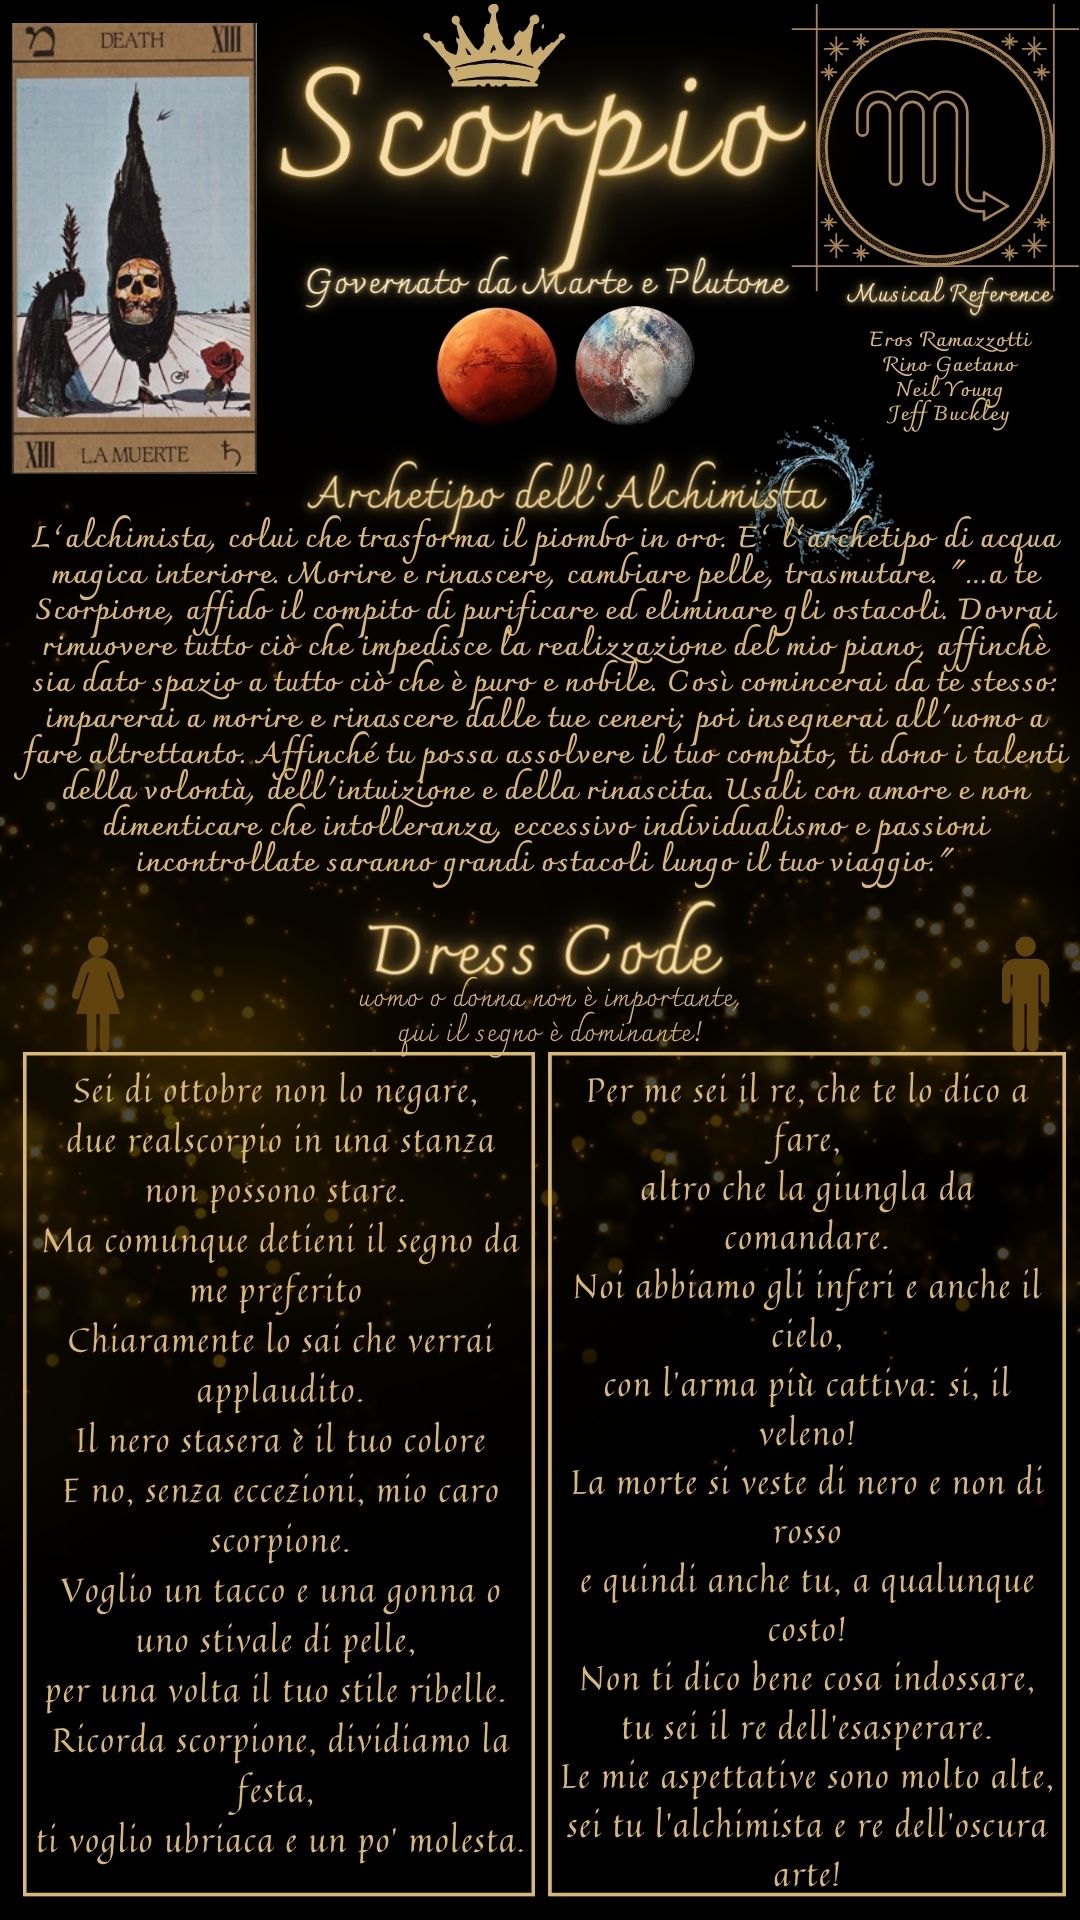 מ DEATH XIII
XIII LA MUERTE ♄
Scorpio
Governato da Marte e Plutone
Musical Reference
Eros Ramazzotti
Rino Gaetano
Neil Young
Jeff Buckley
Archetipo dell'Alchimista
L'alchimista, colui che trasforma il piombo in oro. E' l'archetipo di acqua
magica interiore. Morire e rinascere, cambiare pelle, trasmutare. "...a te
Scorpione, affido il compito di purificare ed eliminare gli ostacoli. Dovrai
rimuovere tutto ciò che impedisce la realizzazione del mio piano, affinchè
sia dato spazio a tutto ciò che è puro e nobile. Così comincerai da te stesso:
imparerai a morire e rinascere dalle tue ceneri; poi insegnerai all'uomo a
fare altrettanto. Affinché tu possa assolvere il tuo compito, ti dono i talenti
della volontà, dell'intuizione e della rinascita. Usali con amore e non
dimenticare che intolleranza, eccessivo individualismo e passioni
incontrollate saranno grandi ostacoli lungo il tuo viaggio."
Dress Code
uomo o donna non è importante,
qui il segno è dominante!
Sei di ottobre non lo negare,
due realscorpio in una stanza
non possono stare.
Ma comunque detieni il segno da
me preferito
Chiaramente lo sai che verrai
applaudito.
Il nero stasera è il tuo colore
E no, senza eccezioni, mio caro
scorpione.
Voglio un tacco e una gonna o
uno stivale di pelle,
per una volta il tuo stile ribelle.
Ricorda scorpione, dividiamo la
festa,
ti voglio ubriaca e un po' molesta.
Per me sei il re, che te lo dico a
fare,
altro che la giungla da
comandare.
Noi abbiamo gli inferi e anche il
cielo,
con l'arma più cattiva: si, il
veleno!
La morte si veste di nero e non di
rosso
e quindi anche tu, a qualunque
costo!
Non ti dico bene cosa indossare,
tu sei il re dell'esasperare.
Le mie aspettative sono molto alte,
sei tu l'alchimista e re dell'oscura
arte!